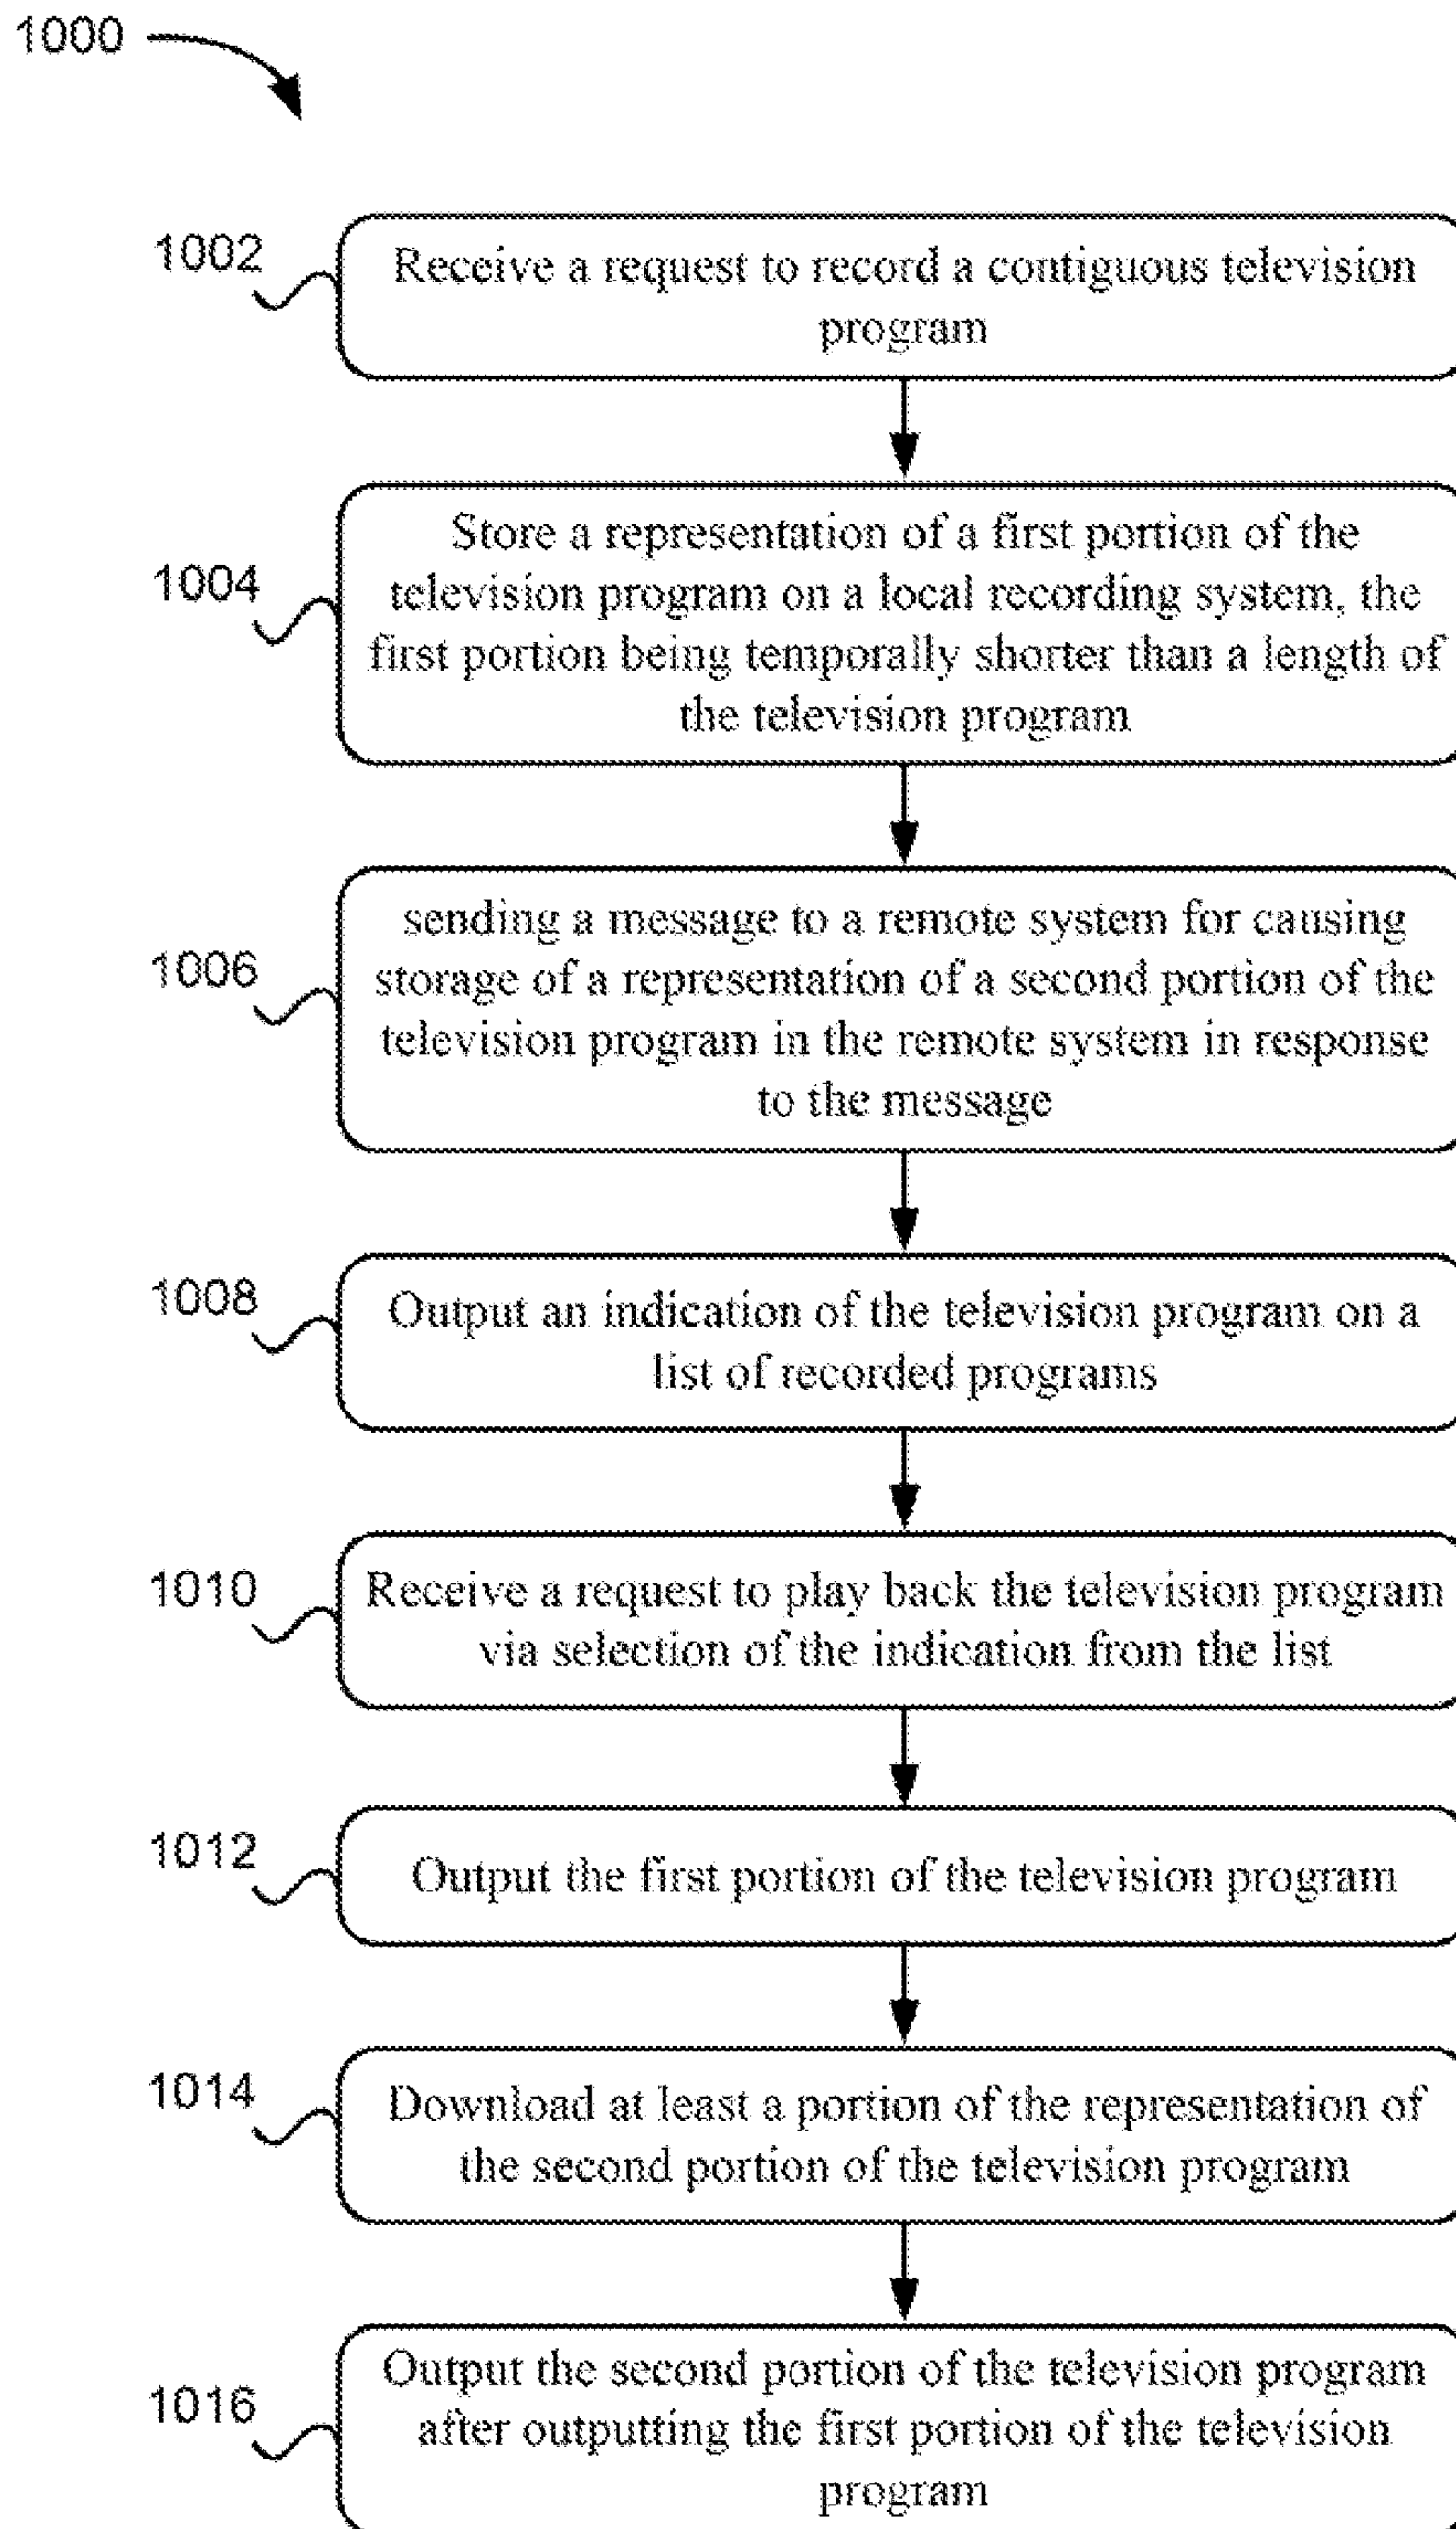 1000
1002
Receive a request to record a contiguous television
program
1004
Store a representation of a first portion of the
television program on a local recording system, the
first portion being temporally shorter than a length of
the television program
1006
sending a message to a remote system for causing
storage of a representation of a second portion of the
television program in the remote system in response
to the message
1008
Output an indication of the television program on a
list of recorded programs
1010
Receive a request to play back the television program
via selection of the indication from the list
1012
Output the first portion of the television program
1014
Download at least a portion of the representation of
the second portion of the television program
1016
Output the second portion of the television program
after outputting the first portion of the television
program